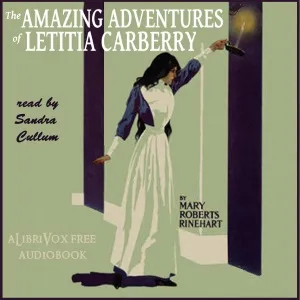 The AMAZING ADVENTURES
of LETITIA CARBERRY
read by
Sandra
Cullum
BY
MARY
ROBERTS
RINEHART
A LIBRIVOX FREE
AUDIOBOOK